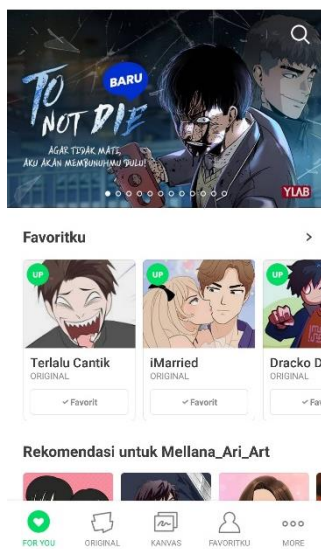 TO
NOT DIE
BARU
AGAR TIDAK MATI,
AKU AKAN MEMBUNUHMU DULU!
YLAB
Favoritku
UP
UP
UP
Terlalu Cantik
iMarried
Dracko D
ORIGINAL
ORIGINAL
ORIGINAL
Favorit
Favorit
Fav
Rekomendasi untuk Mellana_Ari_Art
FOR YOU
ORIGINAL
KANVAS
FAVORITKU
MORE